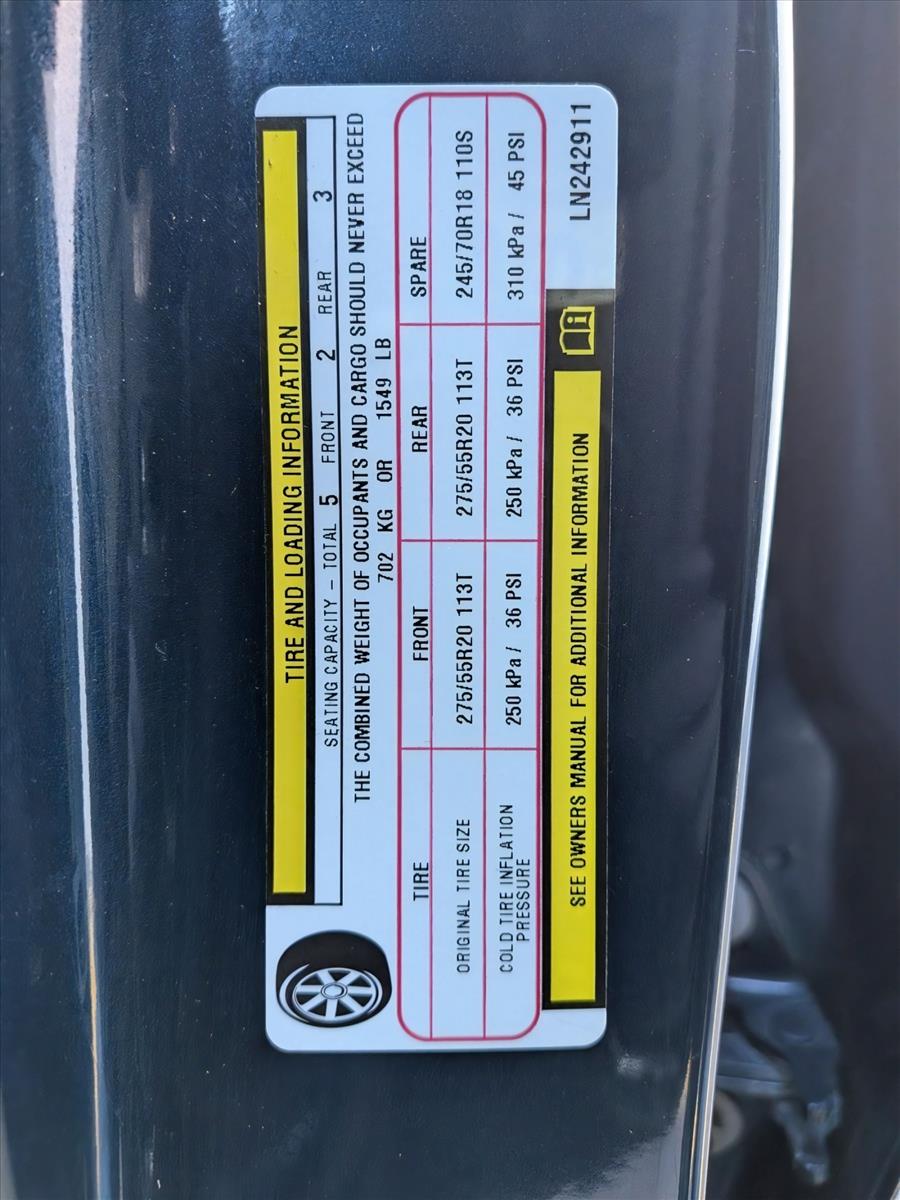 TIRE AND LOADING INFORMATION
SEATING CAPACITY - TOTAL 5 FRONT 2 REAR 3
THE COMBINED WEIGHT OF OCCUPANTS AND CARGO SHOULD NEVER EXCEED
702 KG OR 1549 LB
TIRE FRONT REAR SPARE
ORIGINAL TIRE SIZE 275/55R20 113T 275/55R20 113T 245/70R18 110S
COLD TIRE INFLATION
PRESSURE 250 kPa / 36 PSI 250 kPa / 36 PSI 310 kPa / 45 PSI
SEE OWNERS MANUAL FOR ADDITIONAL INFORMATION LN242911